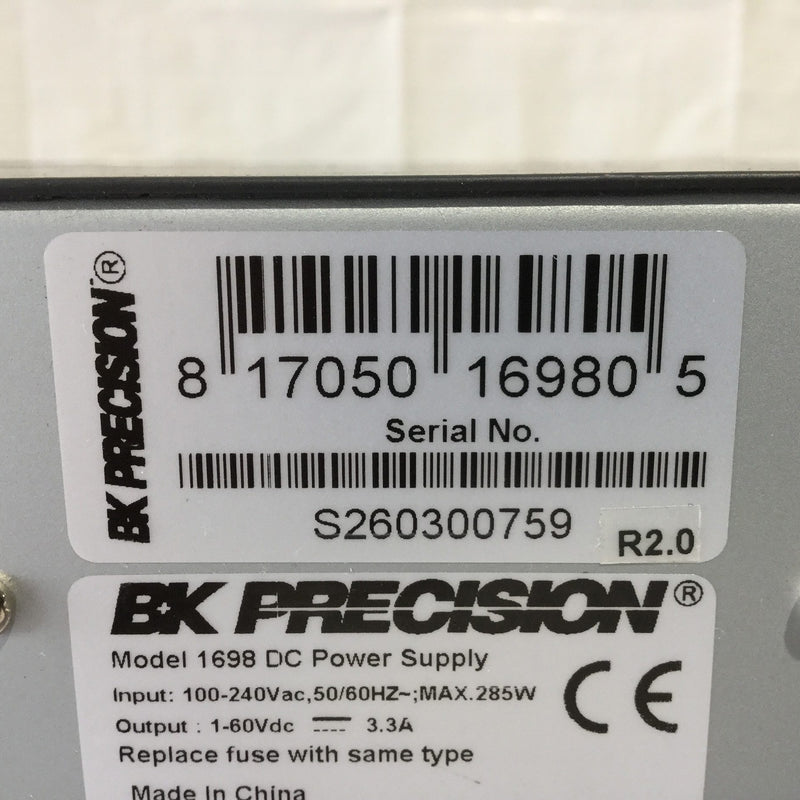 BK PRECISION®
8 17050 16980 5
Serial No.
S260300759
R2.0
BK PRECISION®
Model 1698 DC Power Supply
Input: 100-240Vac,50/60HZ~;MAX.285W
Output : 1-60Vdc ⎓ 3.3A
Replace fuse with same type
Made In China
CE